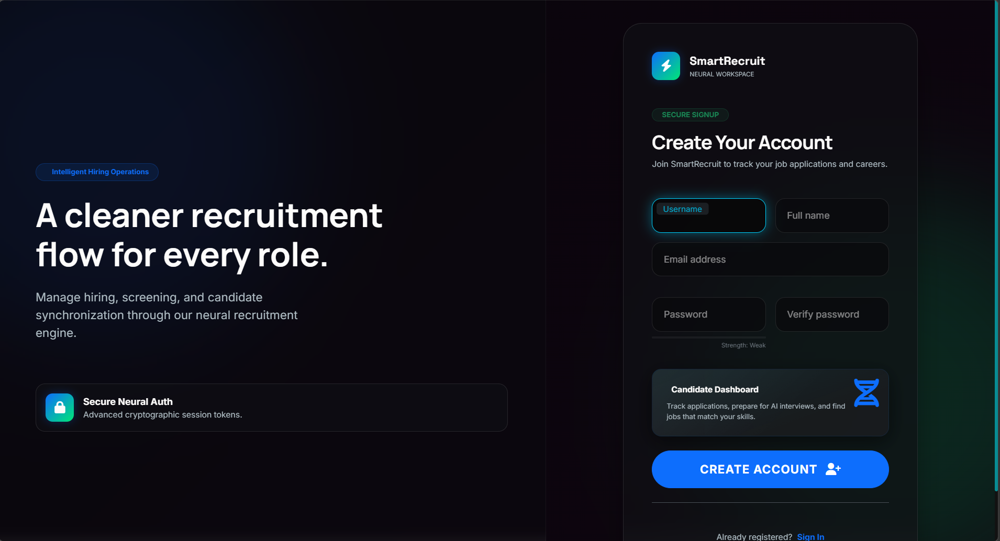 Intelligent Hiring Operations
A cleaner recruitment
flow for every role.
Manage hiring, screening, and candidate
synchronization through our neural recruitment
engine.
Secure Neural Auth
Advanced cryptographic session tokens.
SmartRecruit
NEURAL WORKSPACE
SECURE SIGNUP
Create Your Account
Join SmartRecruit to track your job applications and careers.
Username
Full name
Email address
Password
Verify password
Strength: Weak
Candidate Dashboard
Track applications, prepare for AI interviews, and find
jobs that match your skills.
CREATE ACCOUNT
Already registered? Sign In